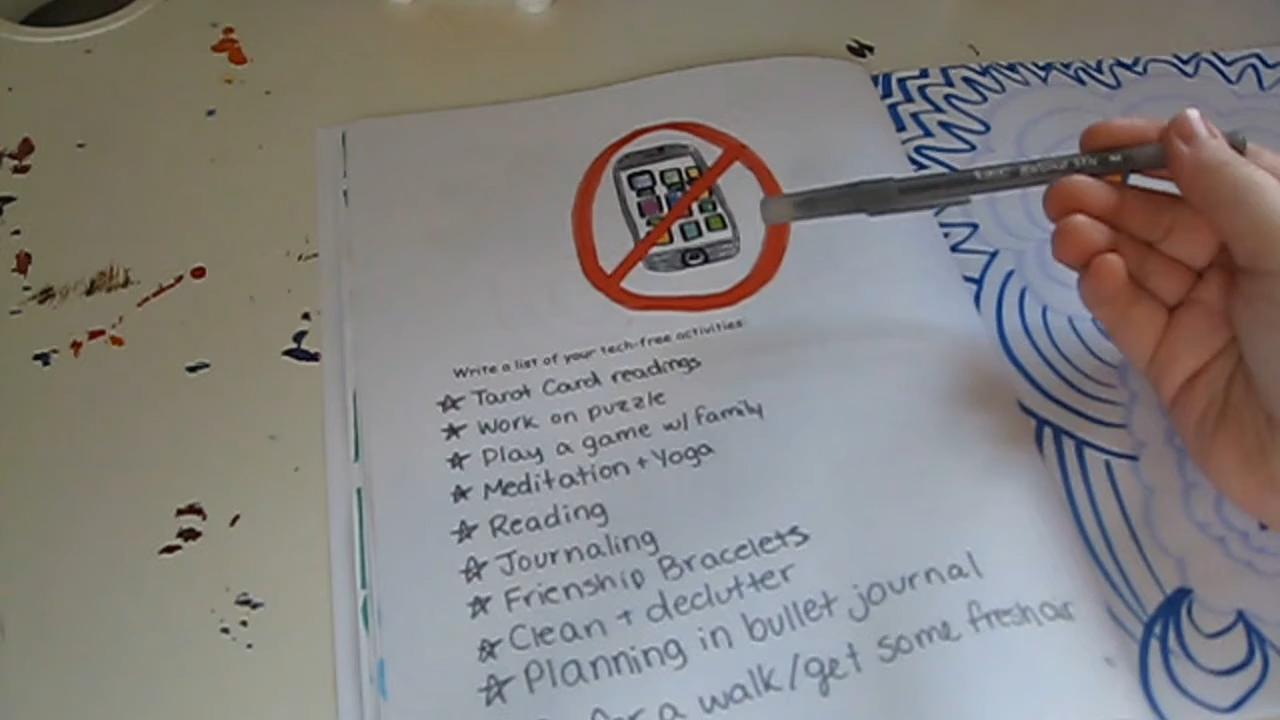 Write a list of your tech-free activities:
Tarot Card readings
Work on puzzle
Play a game w/ family
Meditation + Yoga
Reading
Journaling
Frienship Bracelets
Clean + declutter
Planning in bullet journal
for a walk/get some fresh air